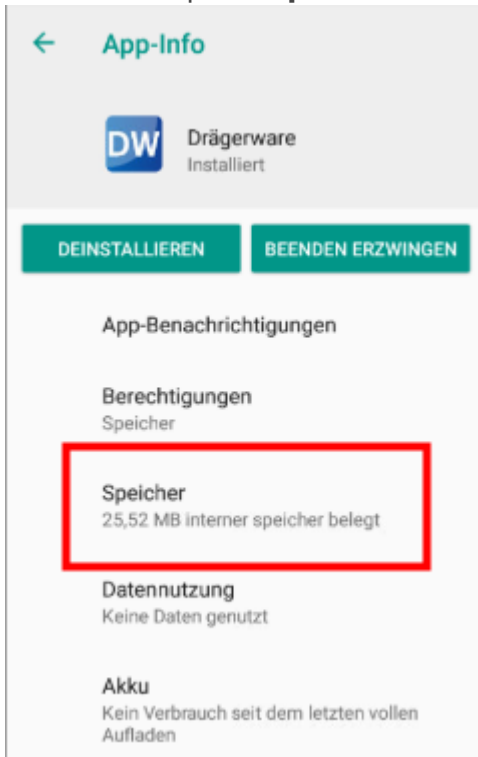 App-Info
DW
Drägerware
Installiert
DEINSTALLIEREN
BEENDEN ERZWINGEN
App-Benachrichtigungen
Berechtigungen
Speicher
Speicher
25,52 MB interner speicher belegt
Datennutzung
Keine Daten genutzt
Akku
Kein Verbrauch seit dem letzten vollen
Aufladen